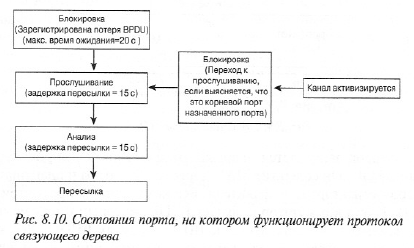 Блокировка
(Зарегистрирована потеря BPDU)
(макс. время ожидания=20 с)
Прослушивание
(задержка пересылки = 15 с)
Анализ
(задержка пересылки = 15 с)
Пересылка
Блокировка
(Переход к
прослушиванию,
если выясняется, что
это корневой порт
назначенного порта)
Канал активизируется
Рис. 8.10. Состояния порта, на котором функционирует протокол
связующего дерева